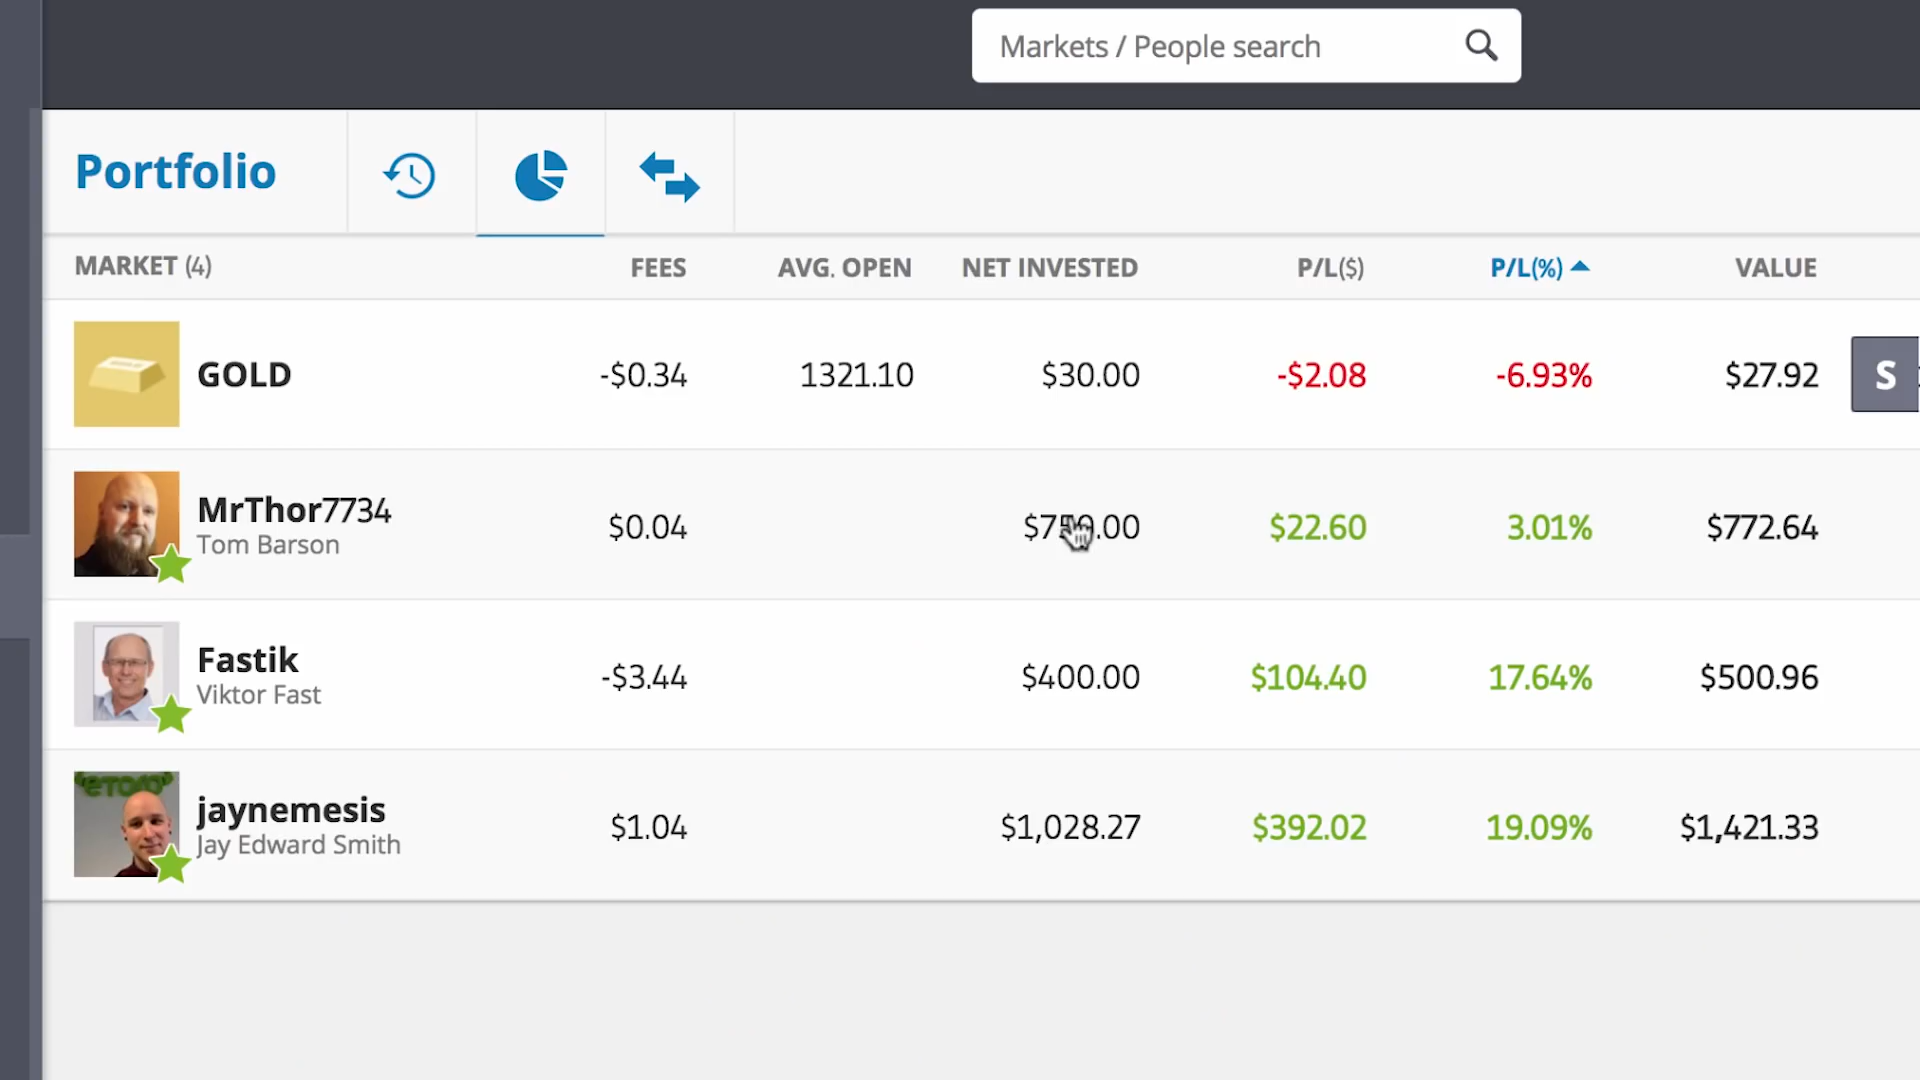 Markets / People search
Portfolio
MARKET (4) FEES AVG. OPEN NET INVESTED P/L($) P/L(%) VALUE
GOLD -$0.34 1321.10 $30.00 -$2.08 -6.93% $27.92 S
MrThor7734 $0.04 $22.60 3.01% $772.64
Tom Barson
Fastik -$3.44 $400.00 $104.40 17.64% $500.96
Viktor Fast
etoro
jaynemesis $1.04 $1,028.27 $392.02 19.09% $1,421.33
Jay Edward Smith